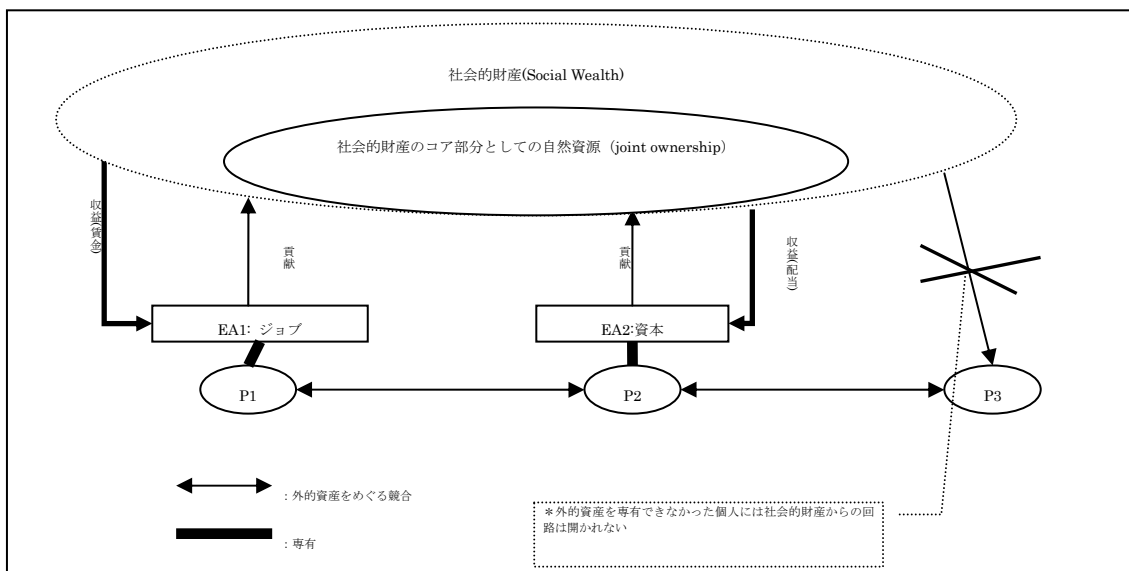 社会的財産(Social Wealth)
社会的財産のコア部分としての自然資源（joint ownership）
収益(賃金)
貢献
貢献
収益(配当)
EA1: ジョブ
EA2:資本
P1
P2
P3
：外的資産をめぐる競合
：専有
＊外的資産を専有できなかった個人には社会的財産からの回
路は開かれない